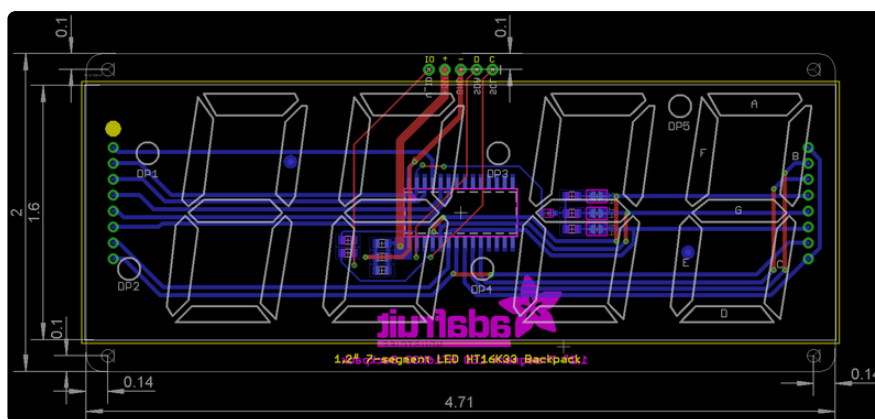 0.1
0.1
IO + - D C
2
1.6
A
DP5
F
DP1
DP3
B
G
DP2
DP4
E
C
D
0.1
adafruit
1.2" 7-segment LED HT16K33 Backpack
0.14
0.14
4.71